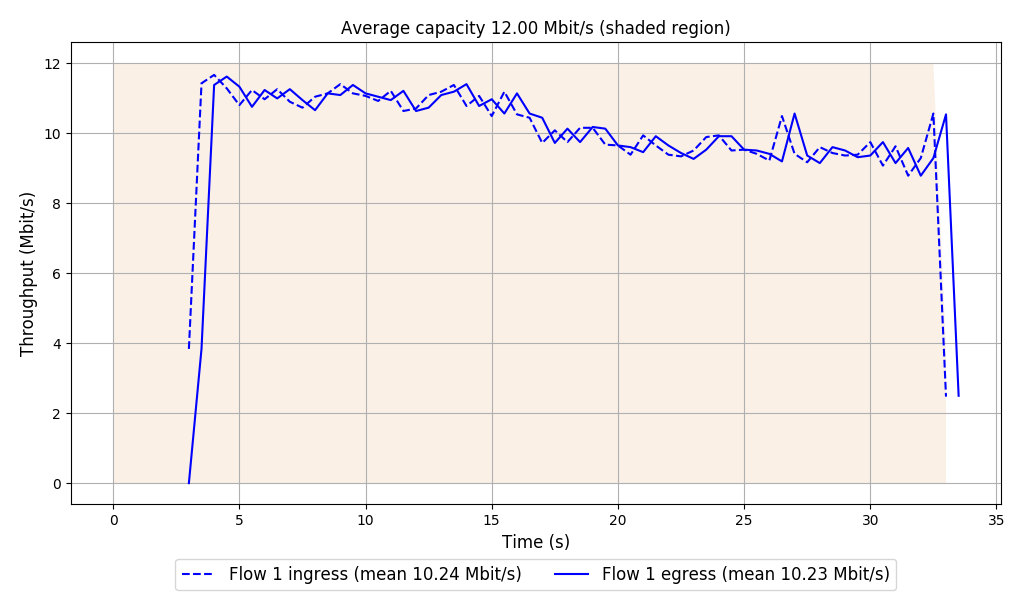 Average capacity 12.00 Mbit/s (shaded region)
Throughput (Mbit/s)
12
10
8
6
4
2
0
0 5 10 15 20 25 30 35
Time (s)
Flow 1 ingress (mean 10.24 Mbit/s) Flow 1 egress (mean 10.23 Mbit/s)